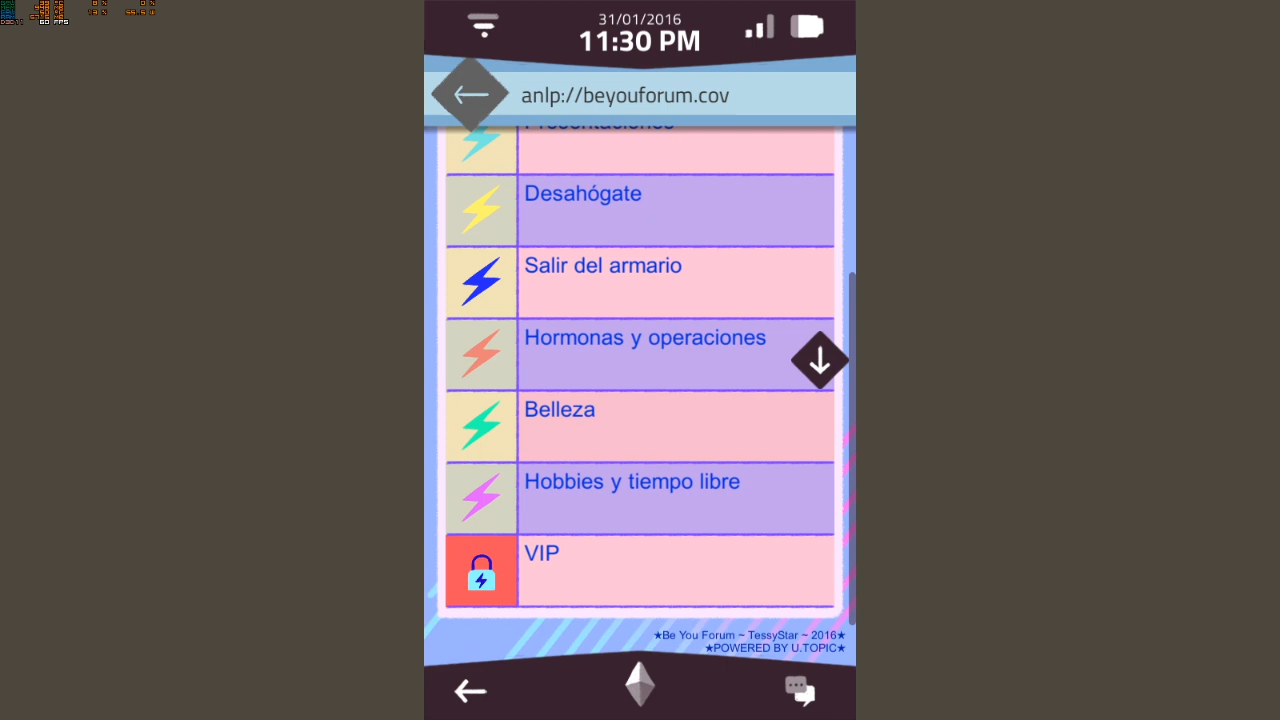 31/01/2016
11:30 PM
anlp://beyouforum.cov
Presentaciones
Desahógate
Salir del armario
Hormonas y operaciones
Belleza
Hobbies y tiempo libre
VIP
★Be You Forum ~ TessyStar ~ 2016★
★POWERED BY U.TOPIC★